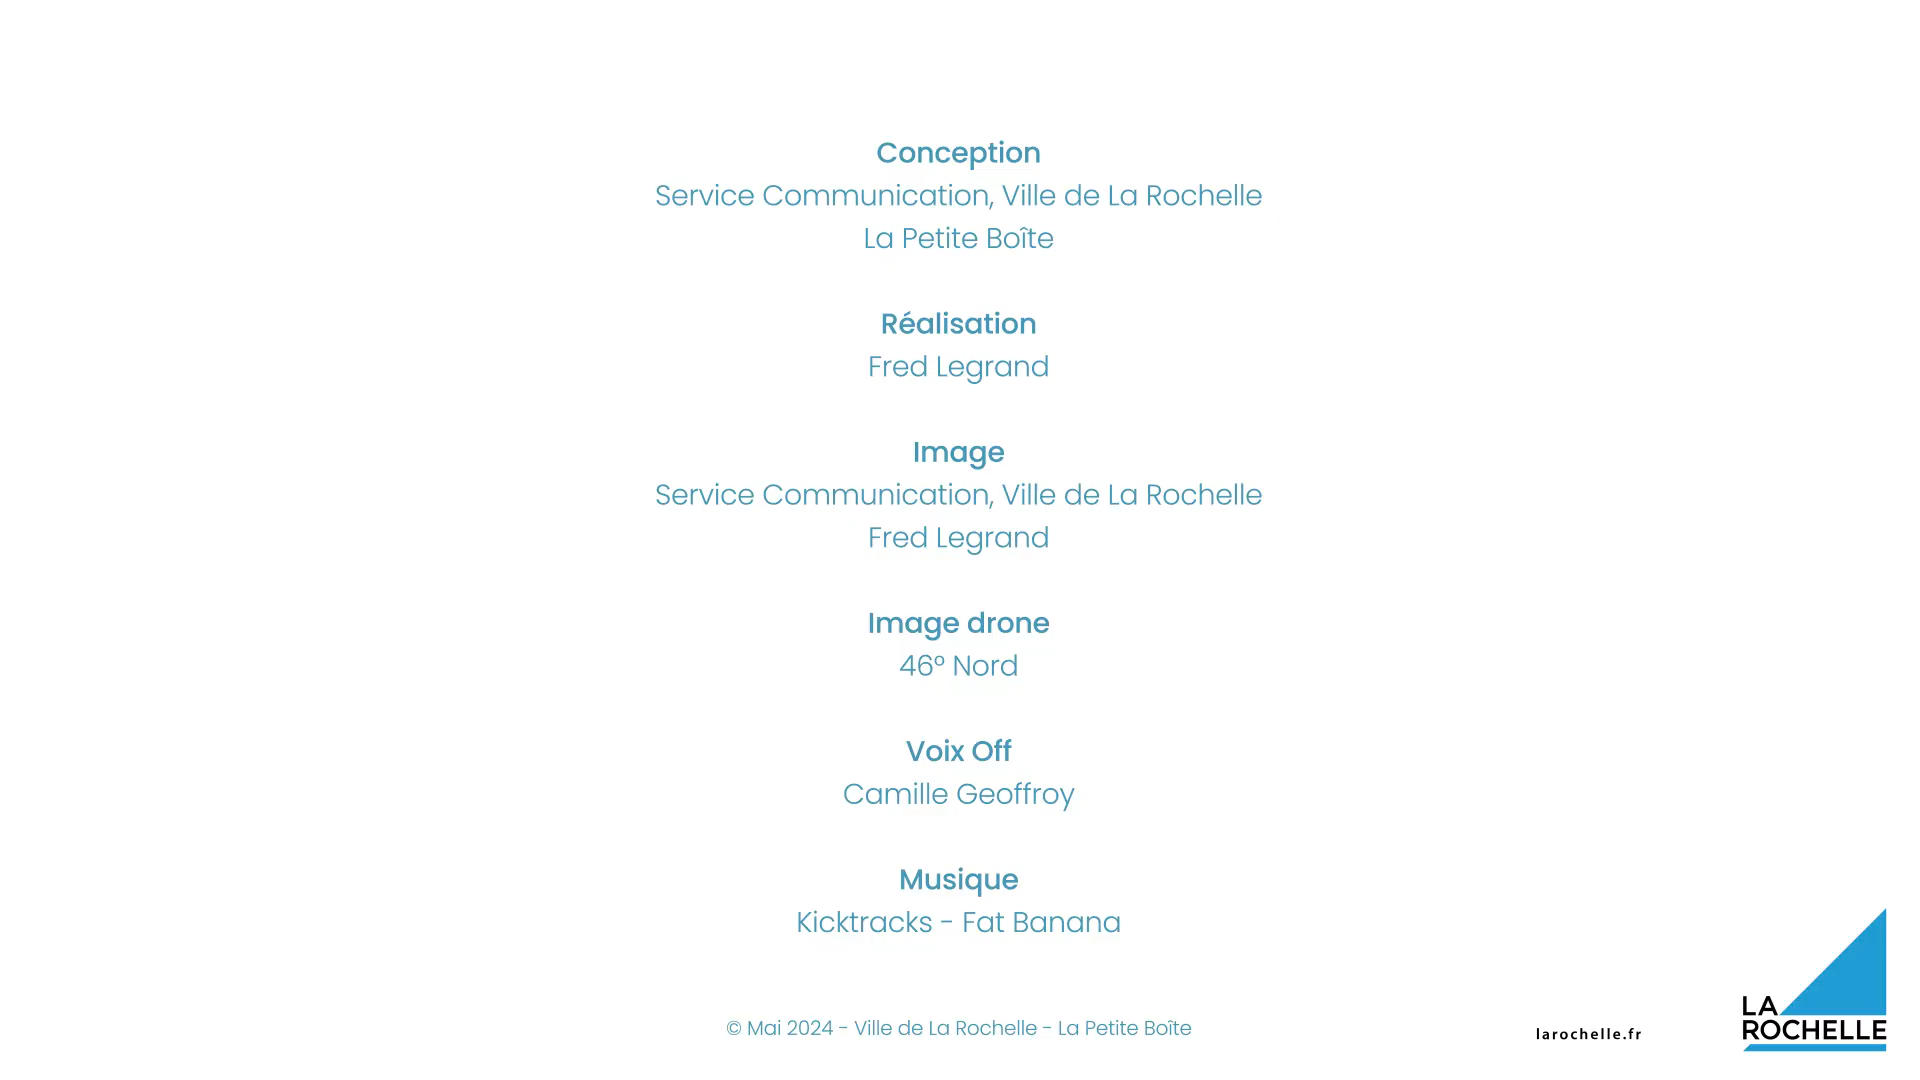 Conception
Service Communication, Ville de La Rochelle
La Petite Boîte
Réalisation
Fred Legrand
Image
Service Communication, Ville de La Rochelle
Fred Legrand
Image drone
46° Nord
Voix Off
Camille Geoffroy
Musique
Kicktracks - Fat Banana
© Mai 2024 - Ville de La Rochelle - La Petite Boîte
larochelle.fr
LA
ROCHELLE